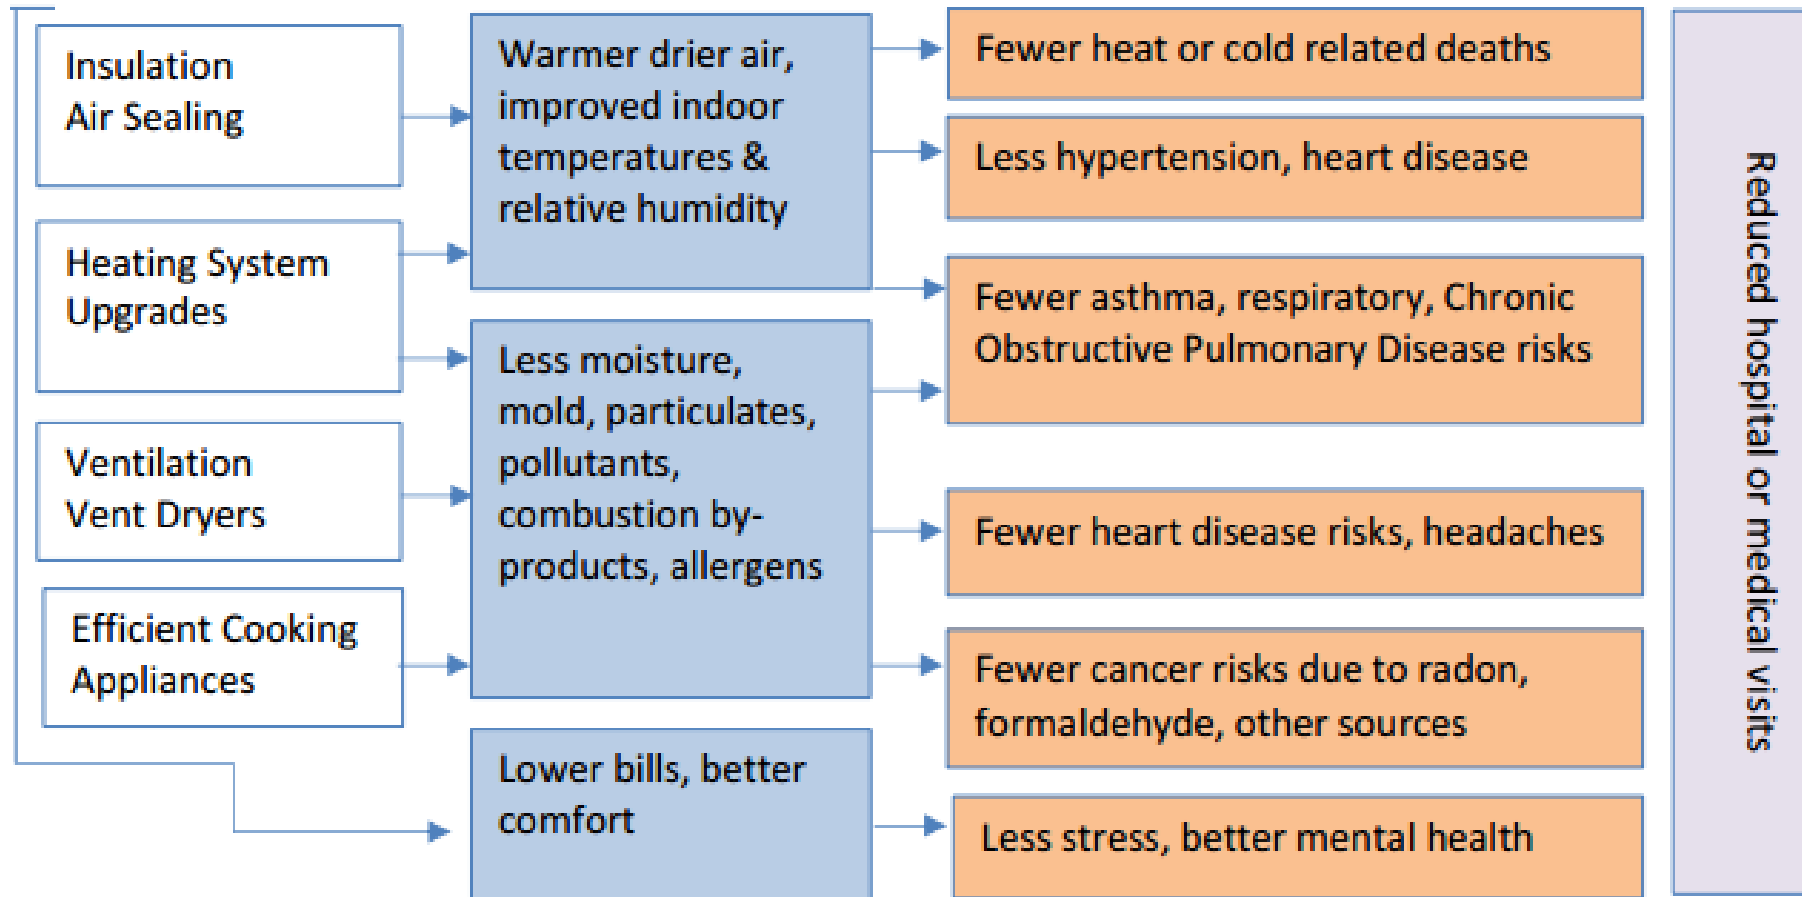 Insulation
Air Sealing
Heating System
Upgrades
Ventilation
Vent Dryers
Efficient Cooking
Appliances
Warmer drier air,
improved indoor
temperatures &
relative humidity
Less moisture,
mold, particulates,
pollutants,
combustion by-
products, allergens
Lower bills, better
comfort
Fewer heat or cold related deaths
Less hypertension, heart disease
Fewer asthma, respiratory, Chronic
Obstructive Pulmonary Disease risks
Fewer heart disease risks, headaches
Fewer cancer risks due to radon,
formaldehyde, other sources
Less stress, better mental health
Reduced hospital or medical visits